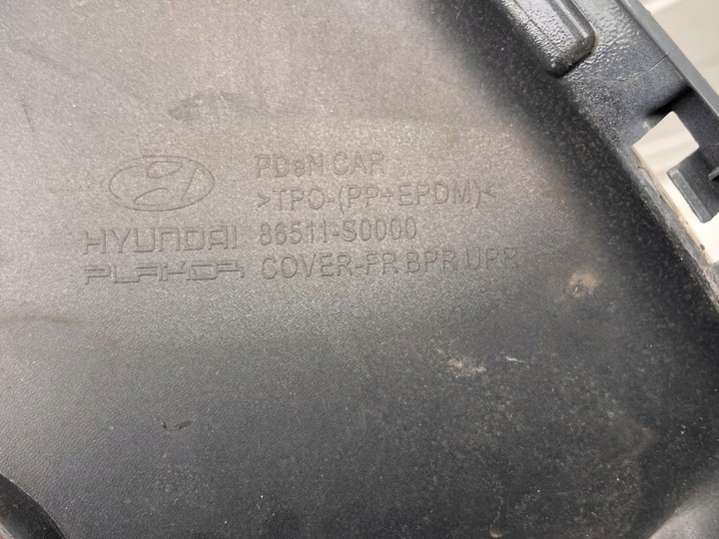 PDeN CAR
>TPO-(PP+EPDM)<
HYUNDAI 86511-S0000
PLAKOR COVER-FR BPR UPR